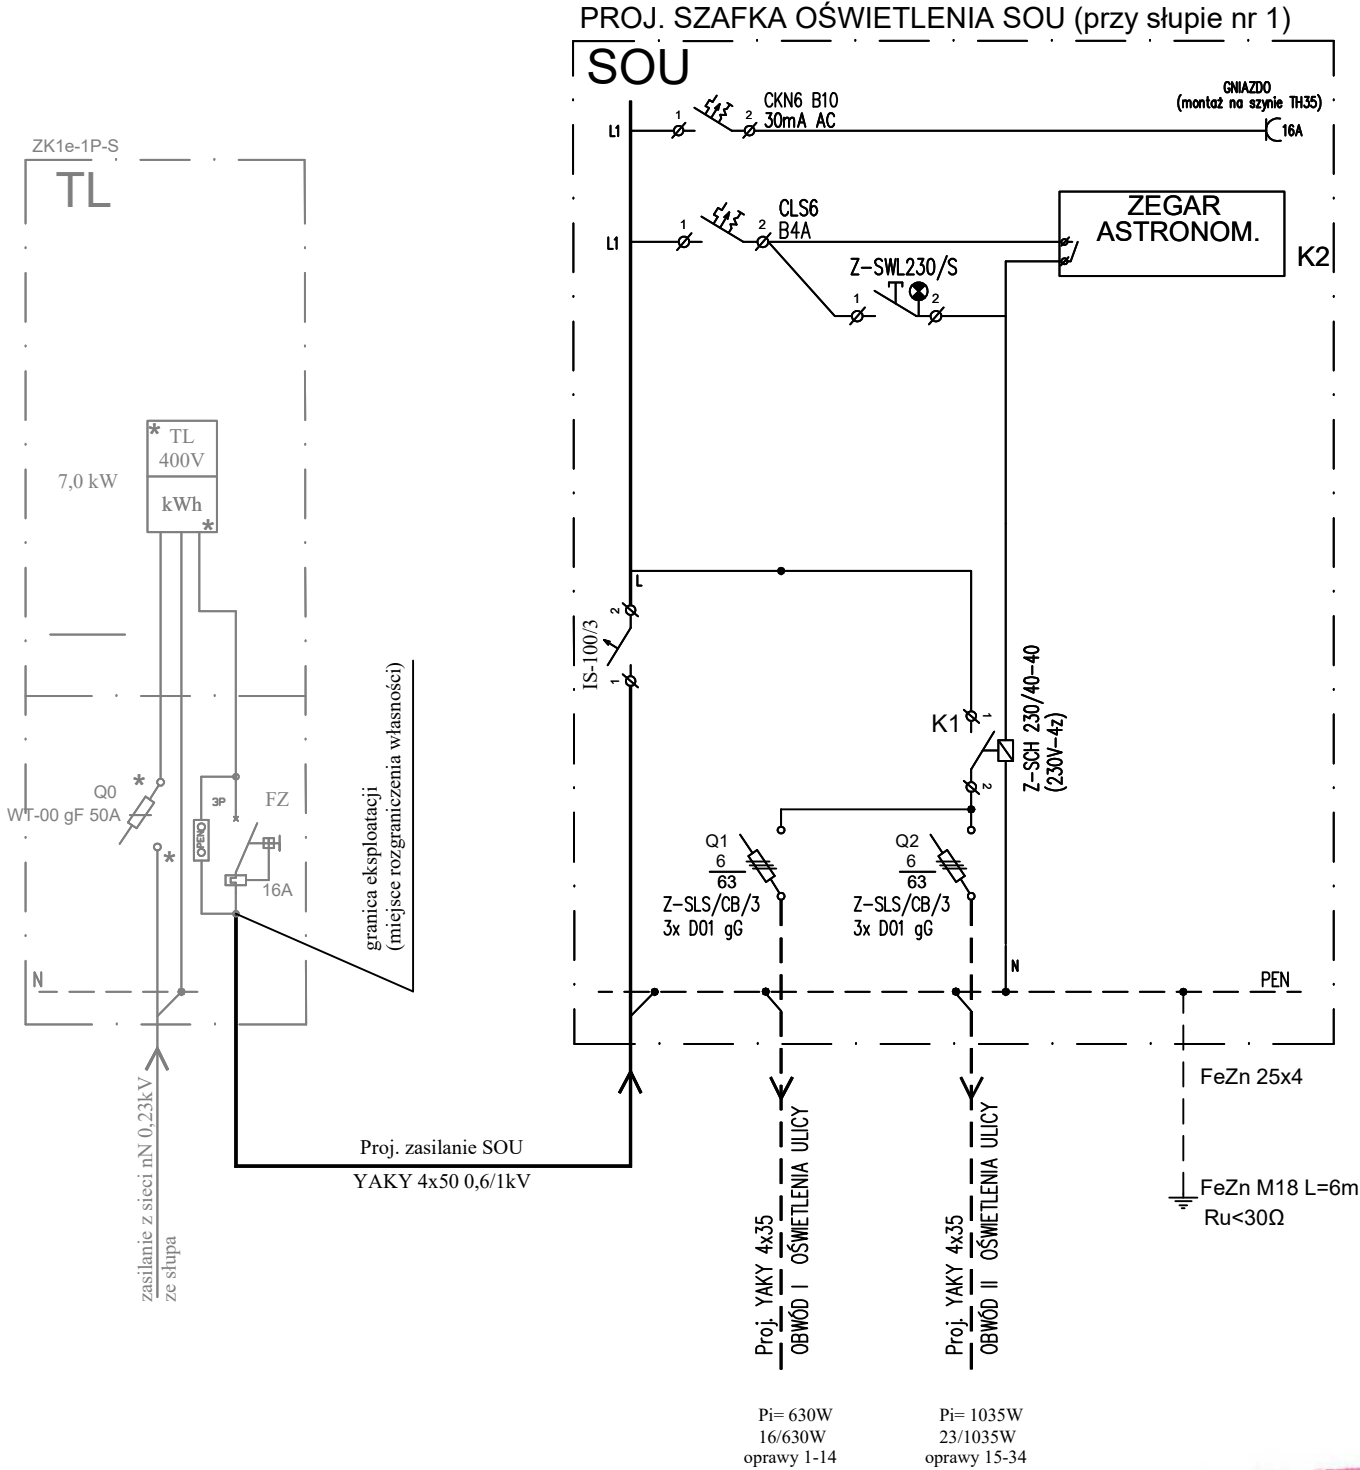 PROJ. SZAFKA OŚWIETLENIA SOU (przy słupie nr 1)
SOU
CKN6 B10
30mA AC
1
2
L1
GNIAZDO
(montaż na szynie TH35)
16A
ZK1e-1P-S
TL
CLS6
B4A
1
2
L1
ZEGAR
ASTRONOM.
K2
Z-SWL230/S
1
2
TL
400V
kWh
7,0 kW
L
2
IS-100/3
1
granica eksploatacji
(miejsce rozgraniczenia własności)
K1
1
2
Z-SCH 230/40-40
(230V-4z)
Q0
WT-00 gF 50A
3P
FZ
OPEN
16A
Q1
6
63
Z-SLS/CB/3
3x D01 gG
Q2
6
63
Z-SLS/CB/3
3x D01 gG
N
N
PEN
FeZn 25x4
FeZn M18 L=6m
Ru<30Ω
zasilanie z sieci nN 0,23kV
ze słupa
Proj. zasilanie SOU
YAKY 4x50 0,6/1kV
Proj. YAKY 4x35
OBWÓD I OŚWIETLENIA ULICY
Proj. YAKY 4x35
OBWÓD II OŚWIETLENIA ULICY
Pi= 630W
16/630W
oprawy 1-14
Pi= 1035W
23/1035W
oprawy 15-34